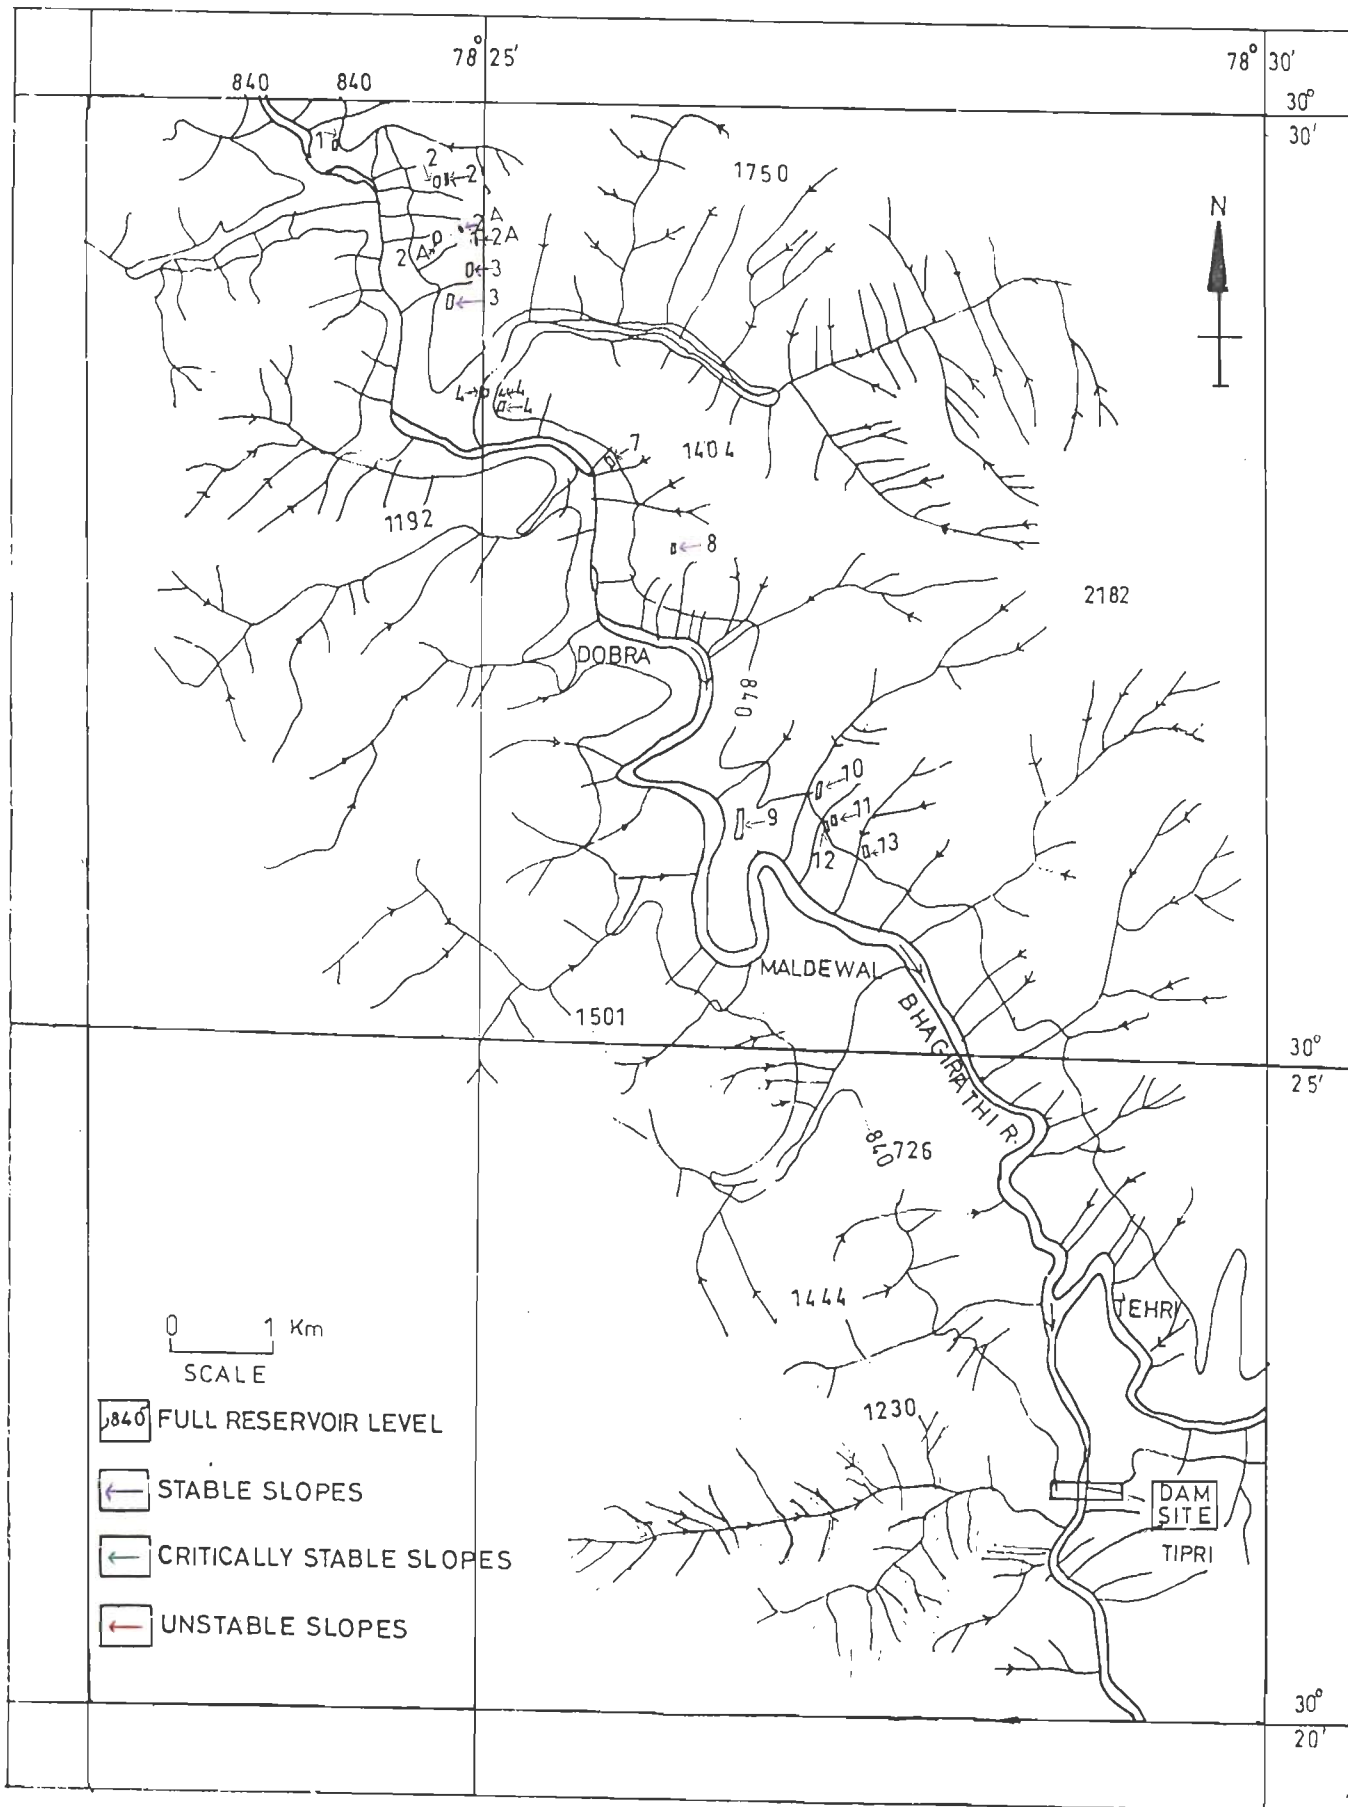 78° 25'
78° 30'
840
840
30°
30'
1
2
2
1750
N
2A
2A
2A
3
3
4
4
4
7
1404
1192
8
2182
DOBRA
840
10
9
11
12
13
MALDEWAL
1501
BHAGIRATHI R.
30°
25'
840
726
1444
TEHRI
0 1 Km
SCALE
840 FULL RESERVOIR LEVEL
1230
STABLE SLOPES
DAM
SITE
CRITICALLY STABLE SLOPES
TIPRI
UNSTABLE SLOPES
30°
20'